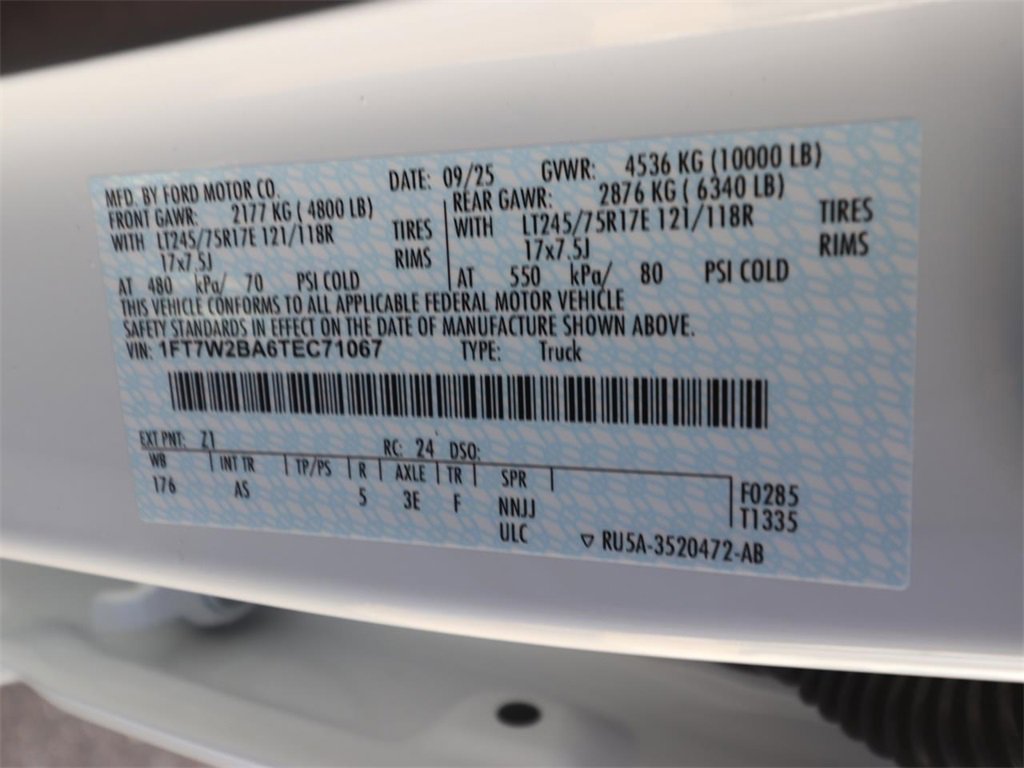 MFD. BY FORD MOTOR CO. DATE: 09/25 GVWR: 4536 KG (10000 LB)
FRONT GAWR: 2177 KG ( 4800 LB) REAR GAWR: 2876 KG ( 6340 LB)
WITH LT245/75R17E 121/118R TIRES WITH LT245/75R17E 121/118R TIRES
17x7.5J RIMS 17x7.5J RIMS
AT 480 kPa/ 70 PSI COLD AT 550 kPa/ 80 PSI COLD
THIS VEHICLE CONFORMS TO ALL APPLICABLE FEDERAL MOTOR VEHICLE
SAFETY STANDARDS IN EFFECT ON THE DATE OF MANUFACTURE SHOWN ABOVE.
VIN: 1FT7W2BA6TEC71067 TYPE: Truck
EXT PNT: Z1 RC: 24 DSO:
WB INT TR TP/PS R AXLE TR SPR
176 AS 5 3E F NNJJ F0285
ULC T1335
RU5A-3520472-AB